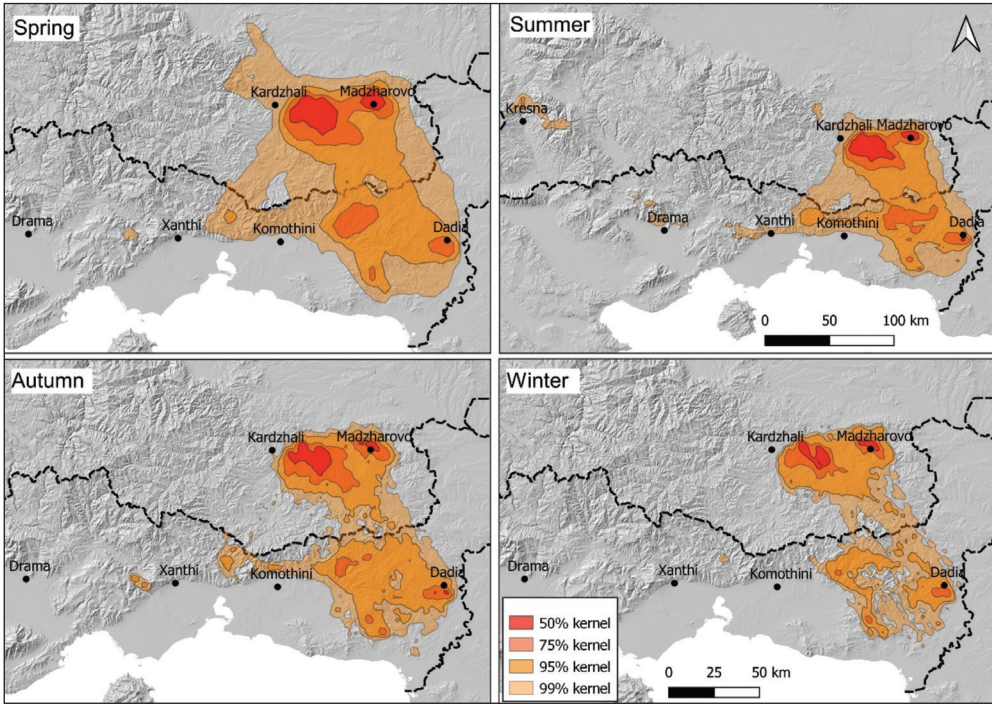 Spring
Kardzhali
Madzharovo
Drama
Xanthi
Komothini
Dadia
Summer
Kresna
Kardzhali
Madzharovo
Drama
Xanthi
Komothini
Dadia
0 50 100 km
Autumn
Kardzhali
Madzharovo
Drama
Xanthi
Komothini
Dadia
Winter
Kardzhali
Madzharovo
Drama
Xanthi
Komothini
Dadia
50% kernel
75% kernel
95% kernel
99% kernel
0 25 50 km